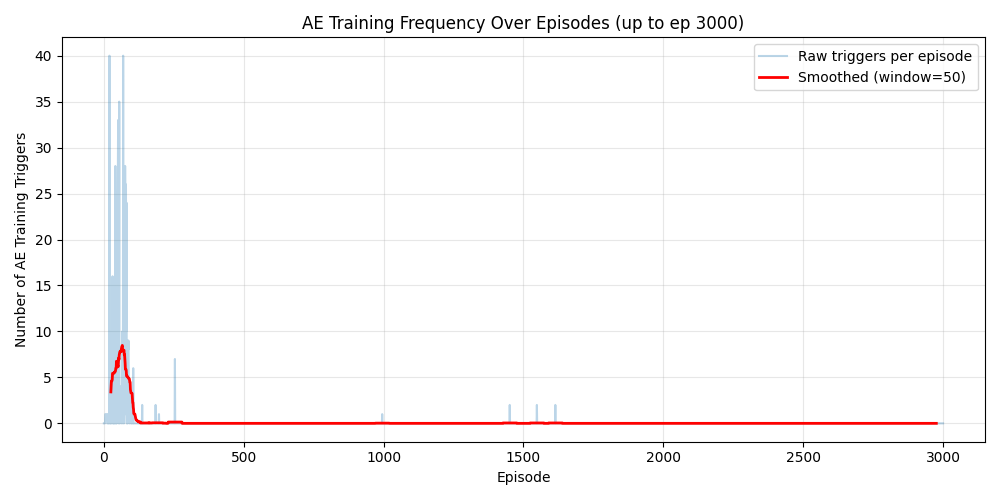 AE Training Frequency Over Episodes (up to ep 3000)
Raw triggers per episode
Smoothed (window=50)
Number of AE Training Triggers
40
35
30
25
20
15
10
5
0
0 500 1000 1500 2000 2500 3000
Episode